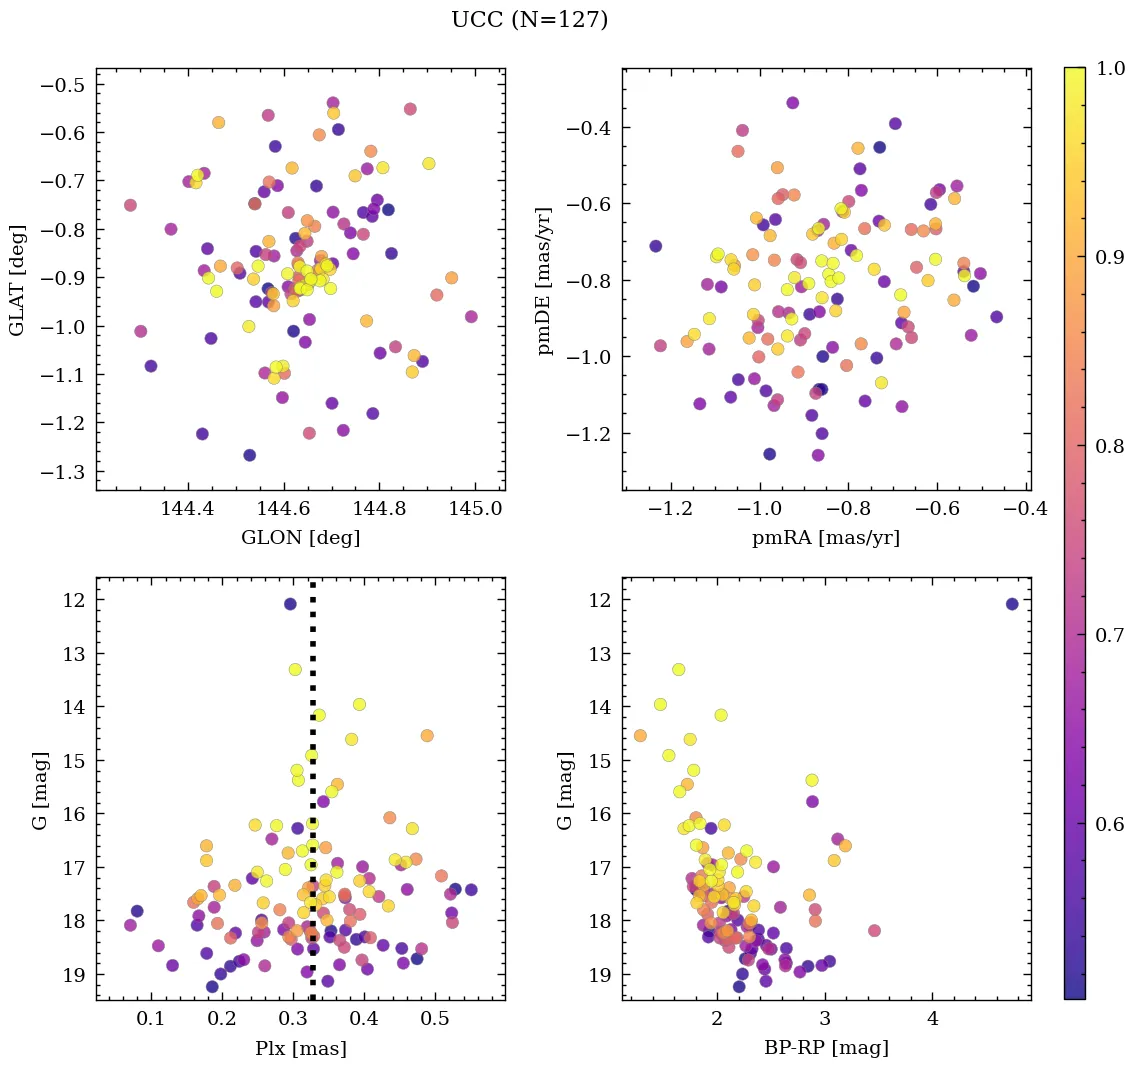 UCC (N=127)
−0.5
−0.6
−0.7
−0.8
−0.9
−1.0
−1.1
−1.2
−1.3
GLAT [deg]
144.4 144.6 144.8 145.0
GLON [deg]
−0.4
−0.6
−0.8
−1.0
−1.2
pmDE [mas/yr]
−1.2 −1.0 −0.8 −0.6 −0.4
pmRA [mas/yr]
1.0
0.9
0.8
0.7
0.6
12
13
14
15
16
17
18
19
G [mag]
0.1 0.2 0.3 0.4 0.5
Plx [mas]
12
13
14
15
16
17
18
19
G [mag]
2 3 4
BP-RP [mag]